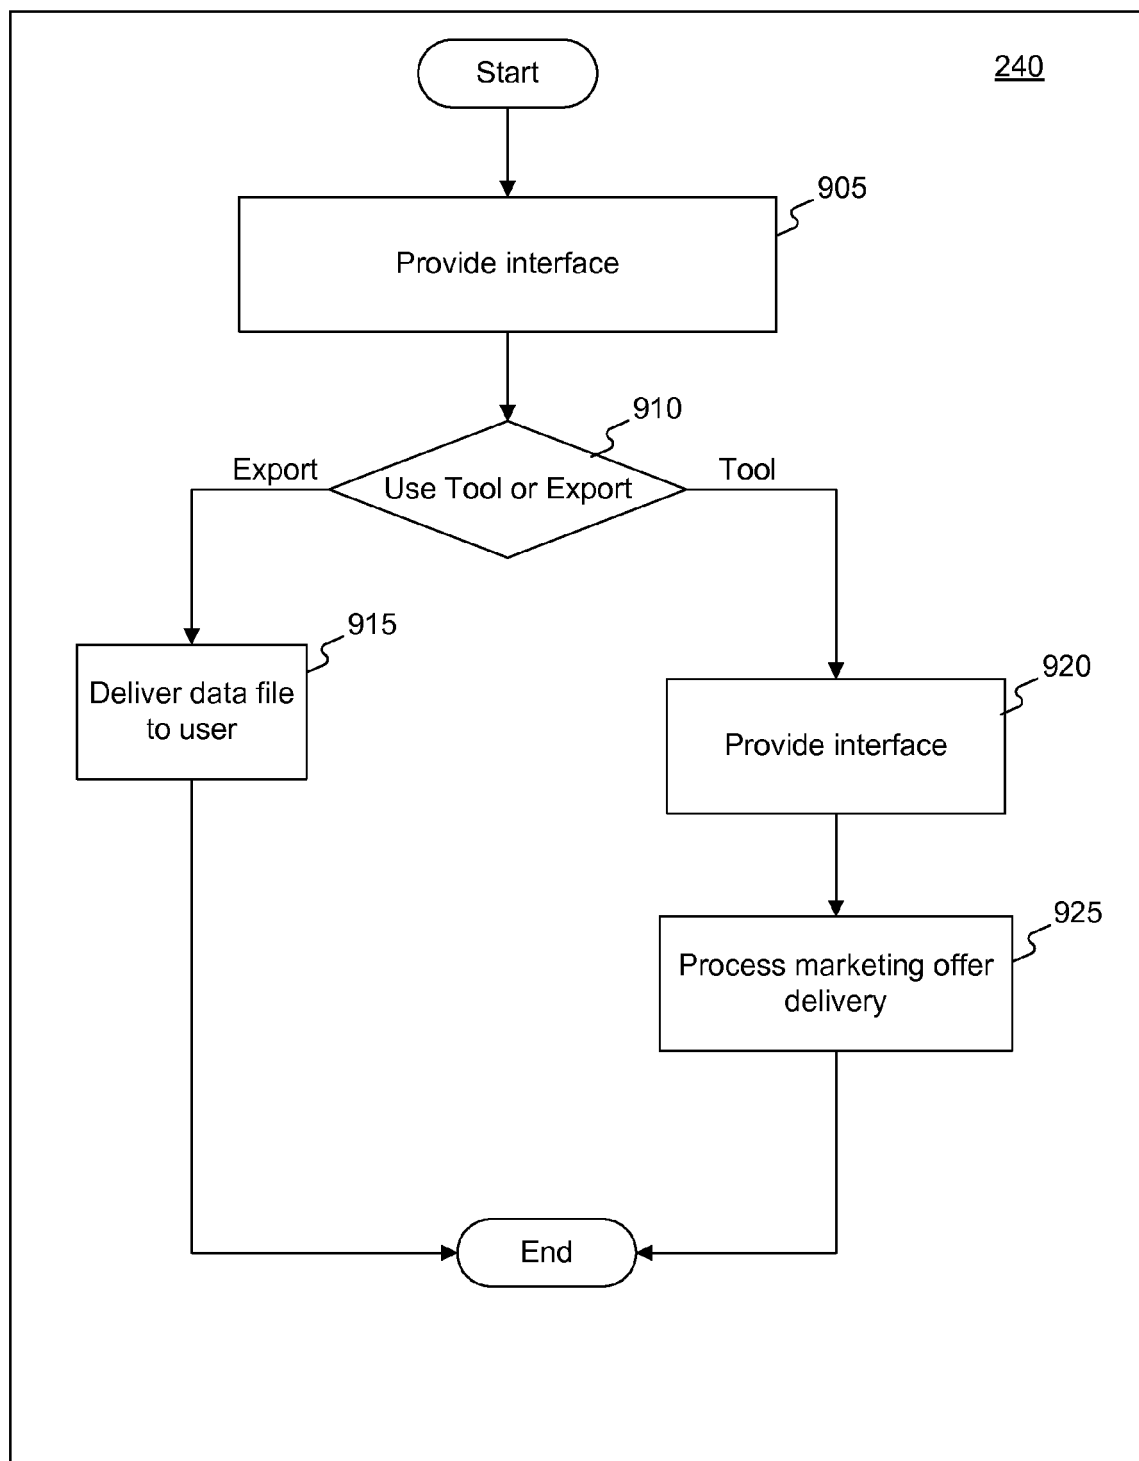 Start
240
905
Provide interface
910
Export
Use Tool or Export
Tool
915
Deliver data file
to user
920
Provide interface
925
Process marketing offer
delivery
End